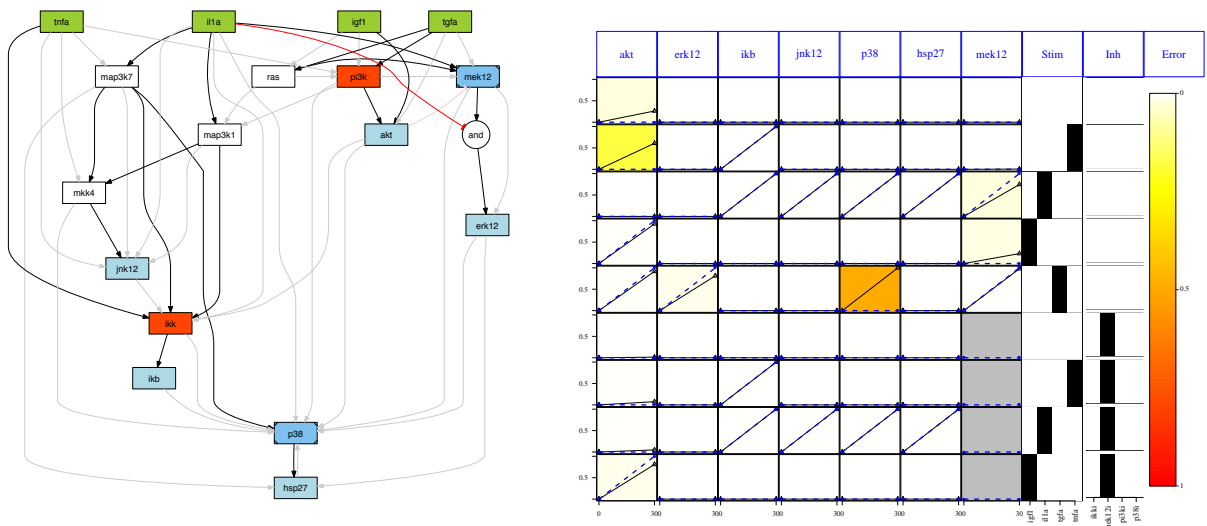 tnfa il1a igf1 tgfa
map3k7 ras pi3k mek12
map3k1 akt and
mkk4
erk12
jnk12
ikk
ikb
p38
hsp27
akt erk12 ikb jnk12 p38 hsp27 mek12 Stim Inh Error
0.5
0.5
0.5
0.5
0.5
0.5
0.5
0.5
0.5
0 300 300 300 300 300 300 30
igf1 il1a tgfa tnfa
ikki mek12i pi3ki p38i
0
0.5
1